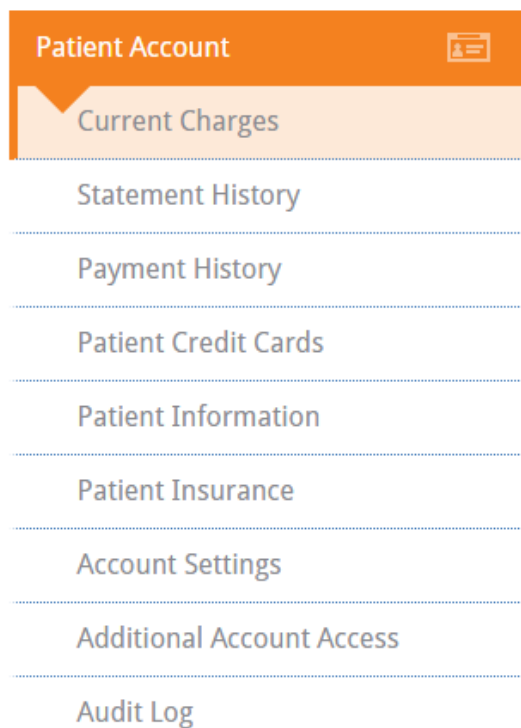 Patient Account
Current Charges
Statement History
Payment History
Patient Credit Cards
Patient Information
Patient Insurance
Account Settings
Additional Account Access
Audit Log